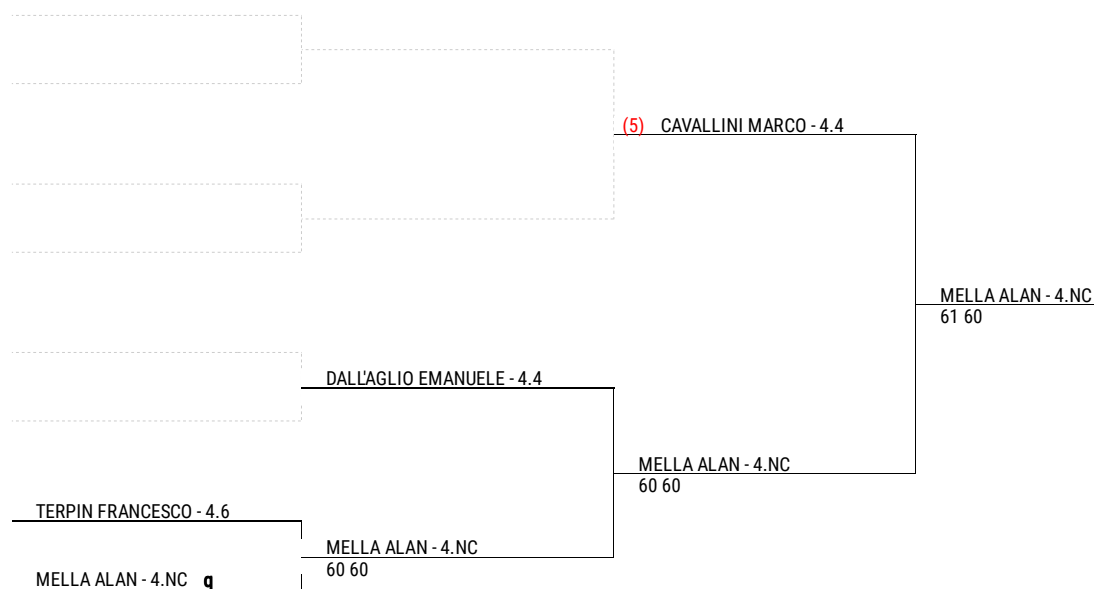 (5) CAVALLINI MARCO - 4.4
MELLA ALAN - 4.NC
61 60
DALL'AGLIO EMANUELE - 4.4
MELLA ALAN - 4.NC
60 60
TERPIN FRANCESCO - 4.6
MELLA ALAN - 4.NC
60 60
MELLA ALAN - 4.NC q